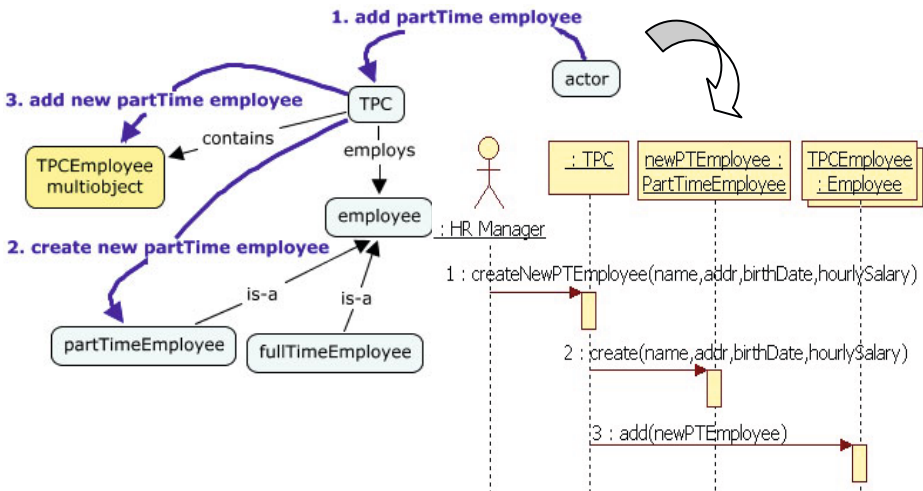 1. add partTime employee
actor
3. add new partTime employee
TPC
contains
TPCEmployee
multiobject
employs
employee
2. create new partTime employee
is-a
is-a
partTimeEmployee
fullTimeEmployee
: HR Manager
: TPC
newPTEmployee :
PartTimeEmployee
TPCEmployee
: Employee
1 : createNewPTEmployee(name,addr,birthDate,hourlySalary)
2 : create(name,addr,birthDate,hourlySalary)
3 : add(newPTEmployee)